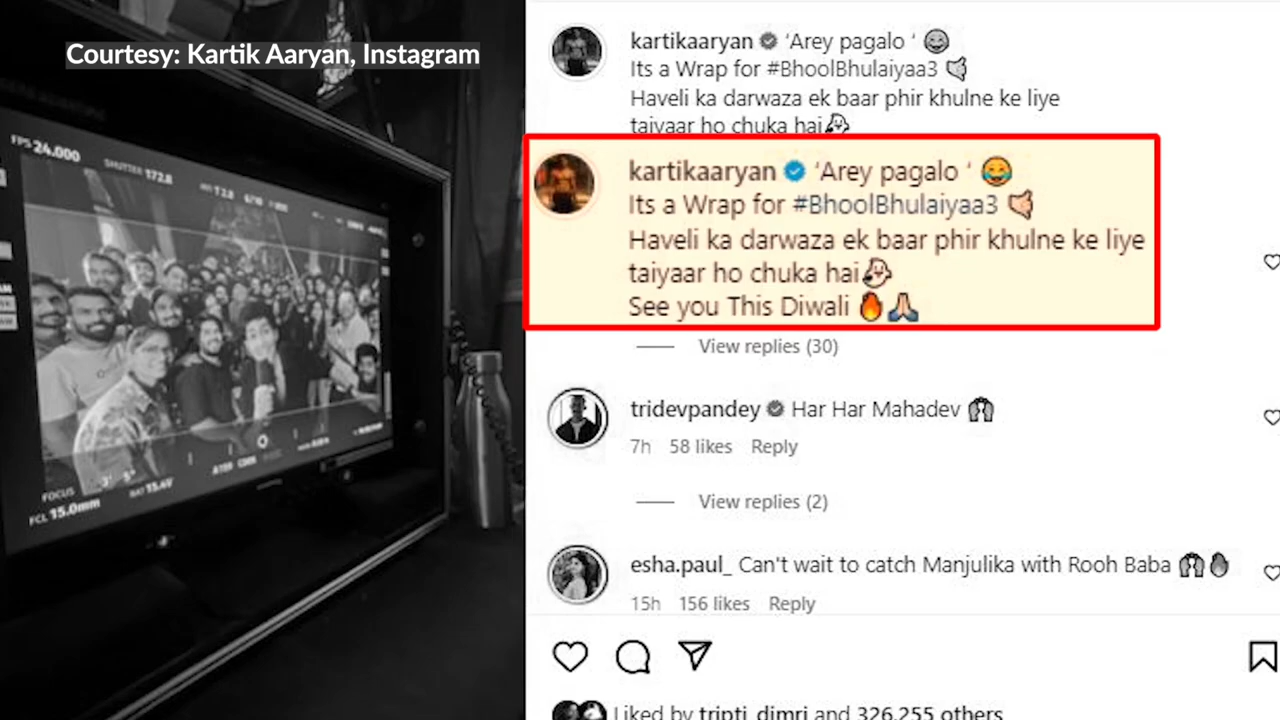 Courtesy: Kartik Aaryan, Instagram
FPS 24.000
SHUTTER 172.8
FOCUS
FCL 15.0mm
kartikaaryan 'Arey pagalo ' 😂
Its a Wrap for #BhoolBhulaiyaa3 🤙
Haveli ka darwaza ek baar phir khulne ke liye
taiyaar ho chuka hai
kartikaaryan 'Arey pagalo ' 😂
Its a Wrap for #BhoolBhulaiyaa3 🤙
Haveli ka darwaza ek baar phir khulne ke liye
taiyaar ho chuka hai
See you This Diwali 🔥🙏
View replies (30)
tridevpandey Har Har Mahadev 🙌
7h 58 likes Reply
View replies (2)
esha.paul_ Can't wait to catch Manjulika with Rooh Baba 🙌🔥
15h 156 likes Reply
Liked by tripti_dimri and 326,255 others